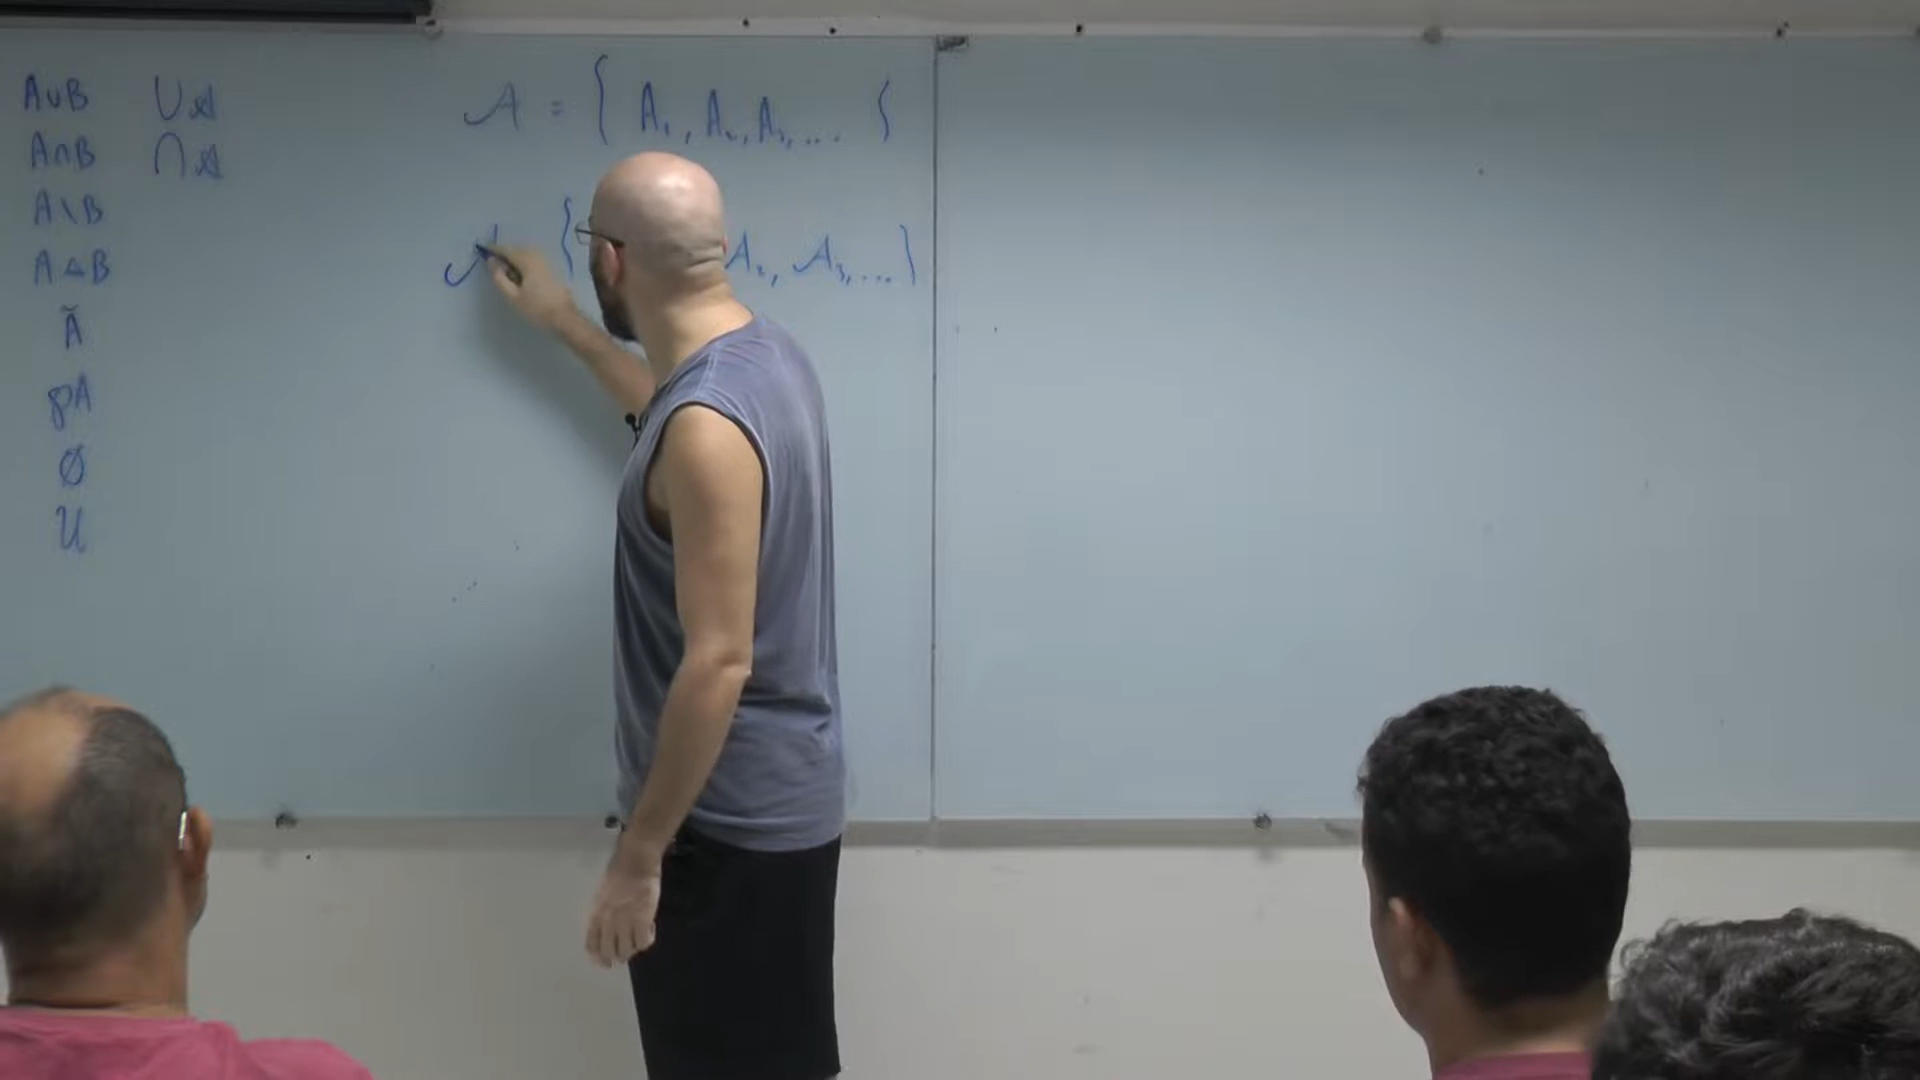 A∪B ⋃𝒜
A∩B ⋂𝒜
A\B
A△B
Ã
℘A
∅
𝒰
𝒜 = { A₁, A₂, A₃, ... }
𝒜 { 𝒜₂, 𝒜₃, .... }